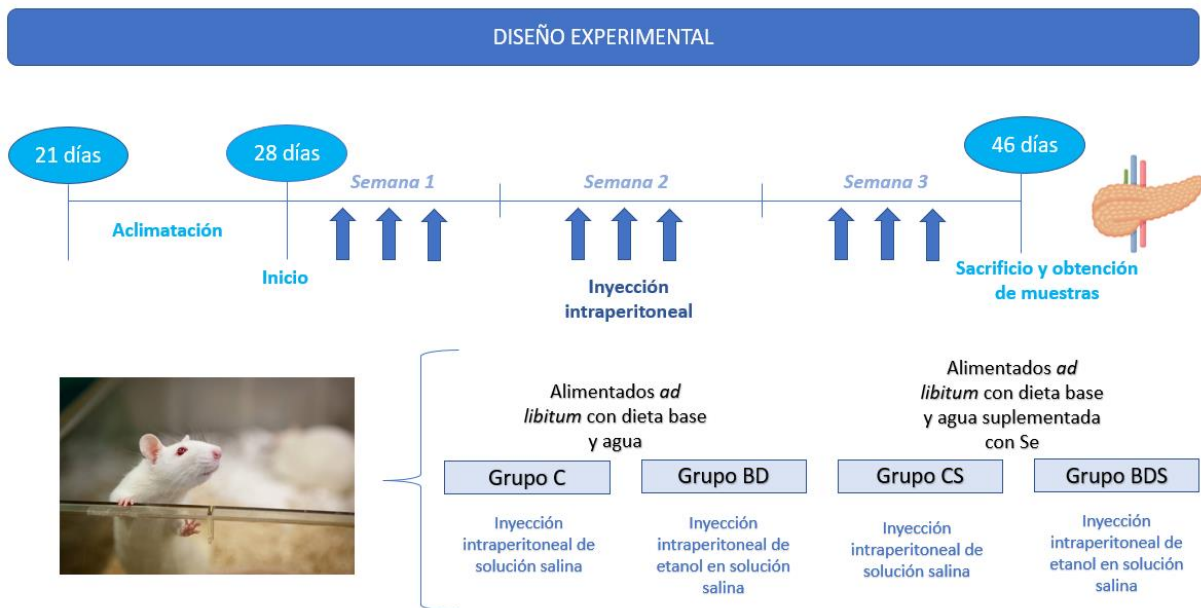 DISEÑO EXPERIMENTAL
21 días
28 días
46 días
Semana 1
Semana 2
Semana 3
Aclimatación
Inicio
Inyección
intraperitoneal
Sacrificio y obtención
de muestras
Alimentados ad
libitum con dieta base
y agua
Alimentados ad
libitum con dieta base
y agua suplementada
con Se
Grupo C
Grupo BD
Grupo CS
Grupo BDS
Inyección
intraperitoneal de
solución salina
Inyección
intraperitoneal de
etanol en solución
salina
Inyección
intraperitoneal de
solución salina
Inyección
intraperitoneal de
etanol en solución
salina